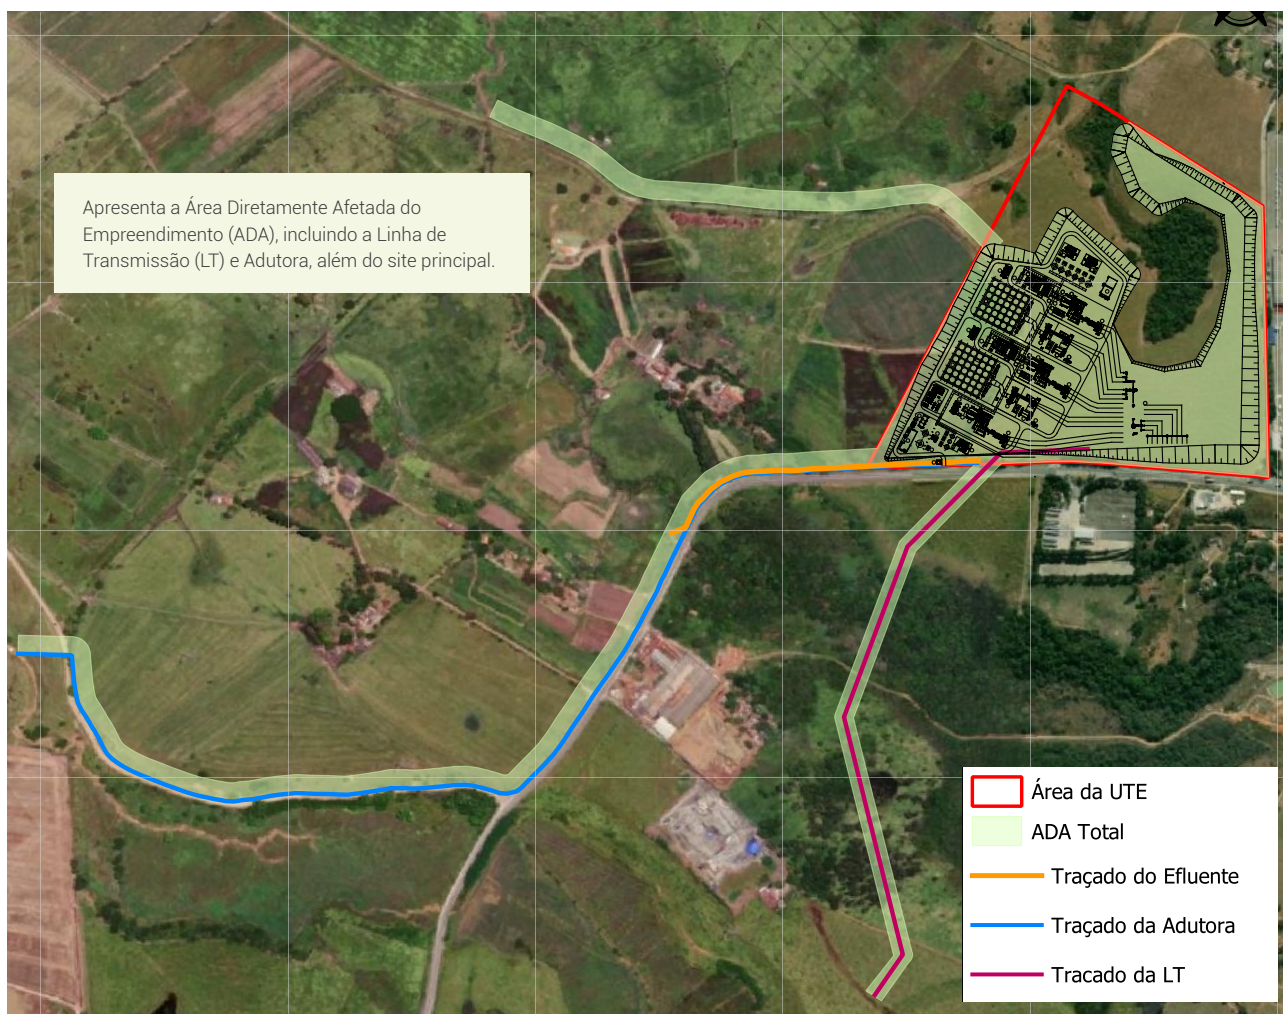 Apresenta a Área Diretamente Afetada do
Empreendimento (ADA), incluindo a Linha de
Transmissão (LT) e Adutora, além do site principal.
Área da UTE
ADA Total
Traçado do Efluente
Traçado da Adutora
Tracado da LT